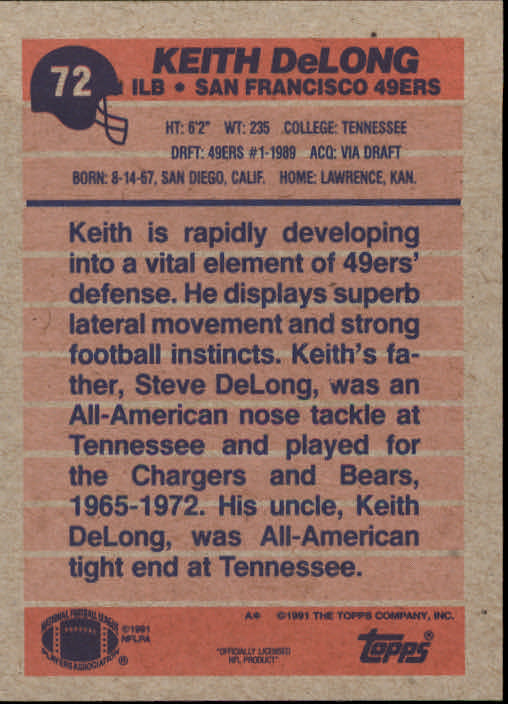 72
KEITH DeLONG
ILB • SAN FRANCISCO 49ERS
HT: 6'2" WT: 235 COLLEGE: TENNESSEE
DRFT: 49ERS #1-1989 ACQ: VIA DRAFT
BORN: 8-14-67, SAN DIEGO, CALIF. HOME: LAWRENCE, KAN.
Keith is rapidly developing
into a vital element of 49ers'
defense. He displays superb
lateral movement and strong
football instincts. Keith's fa-
ther, Steve DeLong, was an
All-American nose tackle at
Tennessee and played for
the Chargers and Bears,
1965-1972. His uncle, Keith
DeLong, was All-American
tight end at Tennessee.
NATIONAL FOOTBALL LEAGUE
PLAYERS ASSOCIATION
®
©1991
NFLPA
A* ©1991 THE TOPPS COMPANY, INC.
"OFFICIALLY LICENSED
NFL PRODUCT"
topps®